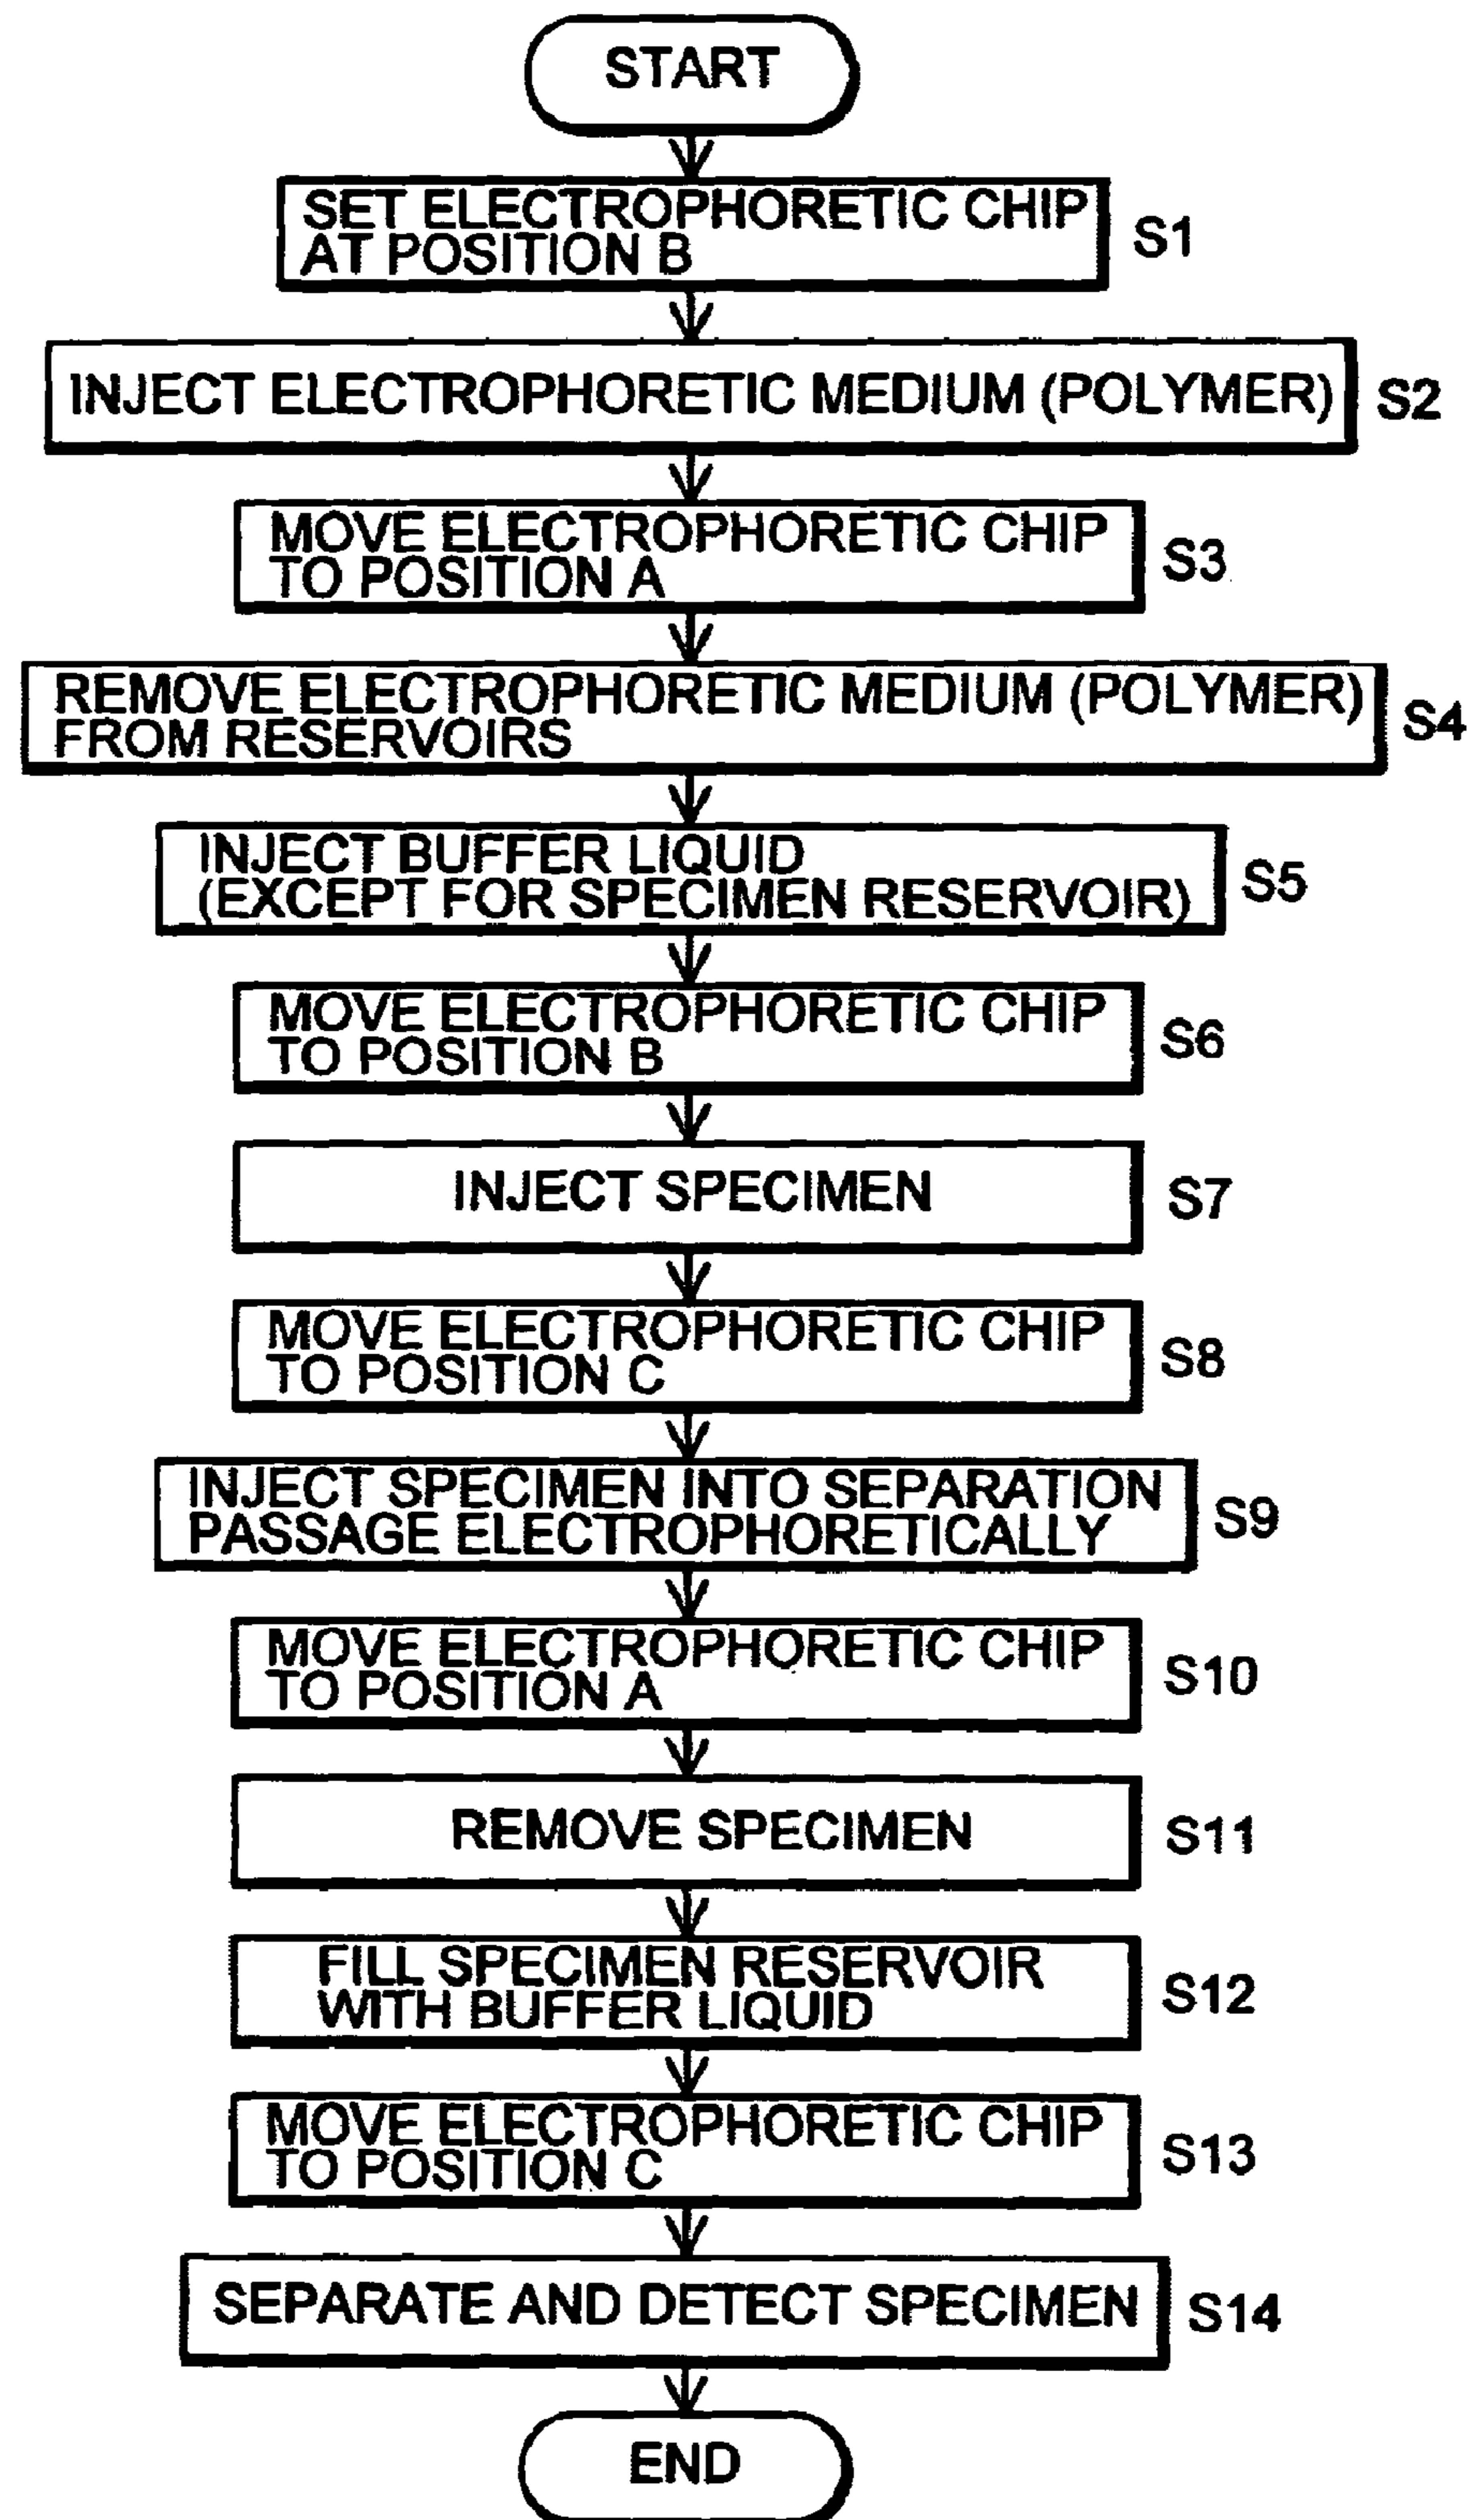 START
SET ELECTROPHORETIC CHIP
AT POSITION B
S1
INJECT ELECTROPHORETIC MEDIUM (POLYMER)
S2
MOVE ELECTROPHORETIC CHIP
TO POSITION A
S3
REMOVE ELECTROPHORETIC MEDIUM (POLYMER)
FROM RESERVOIRS
S4
INJECT BUFFER LIQUID
(EXCEPT FOR SPECIMEN RESERVOIR)
S5
MOVE ELECTROPHORETIC CHIP
TO POSITION B
S6
INJECT SPECIMEN
S7
MOVE ELECTROPHORETIC CHIP
TO POSITION C
S8
INJECT SPECIMEN INTO SEPARATION
PASSAGE ELECTROPHORETICALLY
S9
MOVE ELECTROPHORETIC CHIP
TO POSITION A
S10
REMOVE SPECIMEN
S11
FILL SPECIMEN RESERVOIR
WITH BUFFER LIQUID
S12
MOVE ELECTROPHORETIC CHIP
TO POSITION C
S13
SEPARATE AND DETECT SPECIMEN
S14
END